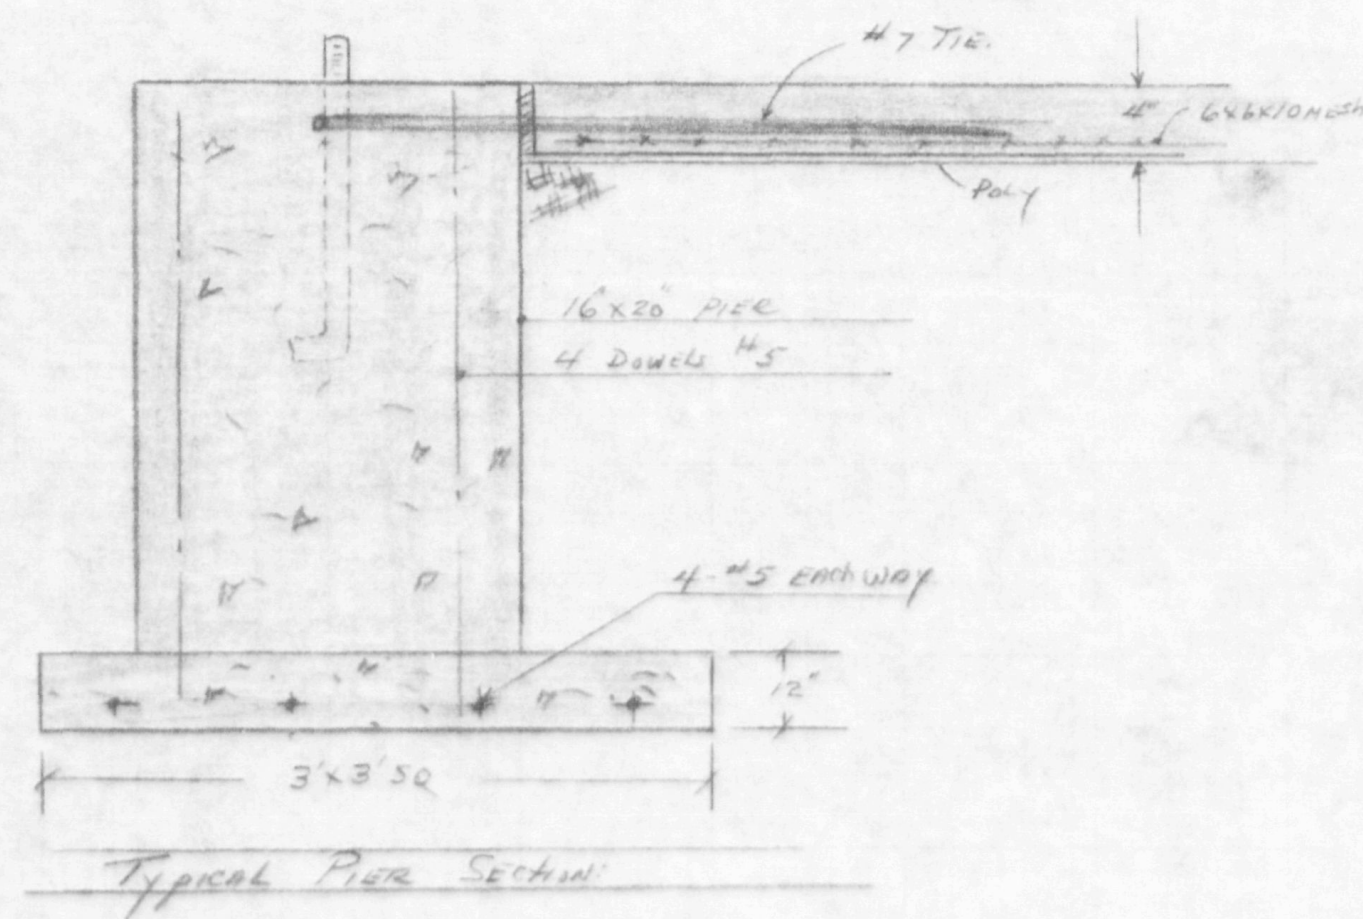 #7 TIE.
4"
6x6x10 MESH
POLY
16"x20" PIER
4 DOWELS #5
4-#5 EACH WAY
12"
3'x3' SQ
TYPICAL PIER SECTION: